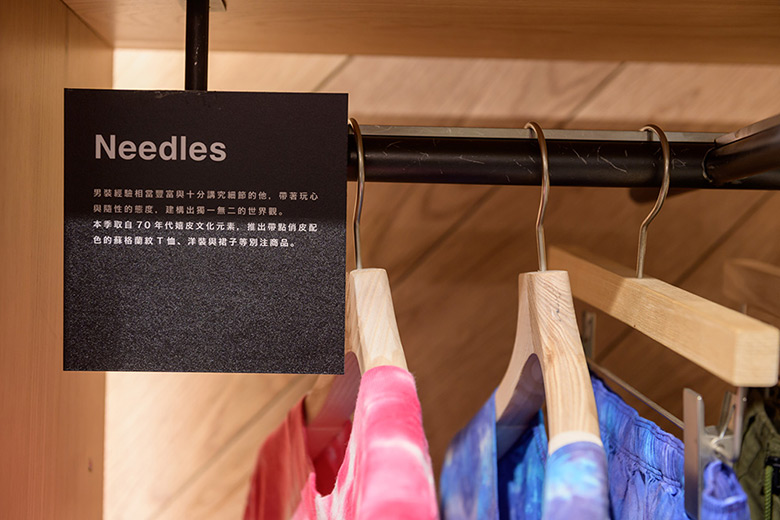 Needles
男裝經驗相當豐富與十分講究細節的他，帶著玩心
與隨性的態度，建構出獨一無二的世界觀。
本季取自 70 年代嬉皮文化元素，推出帶點俏皮配
色的蘇格蘭紋 T 恤、洋裝與裙子等別注商品。